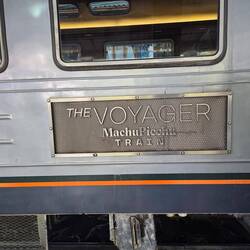 THE VOYAGER
MachuPicchu
TRAIN